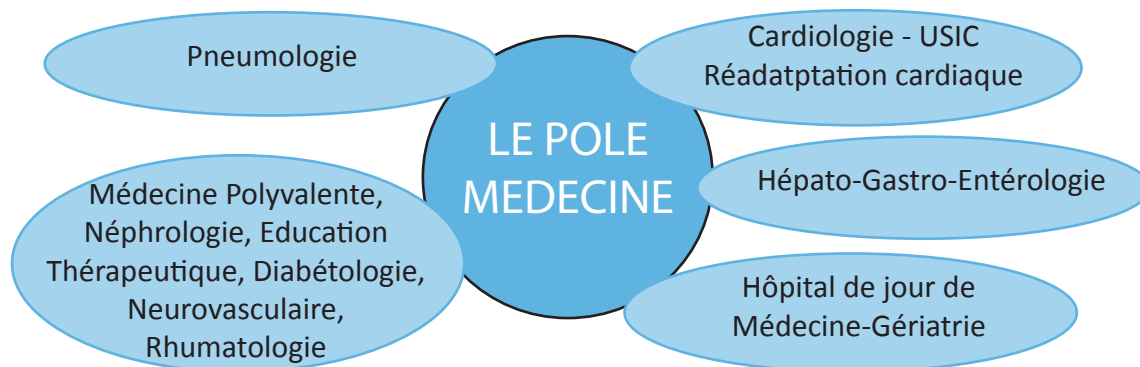 Pneumologie
Cardiologie - USIC
Réadatptation cardiaque
LE POLE
MEDECINE
Médecine Polyvalente,
Néphrologie, Education
Thérapeutique, Diabétologie,
Neurovasculaire,
Rhumatologie
Hépato-Gastro-Entérologie
Hôpital de jour de
Médecine-Gériatrie